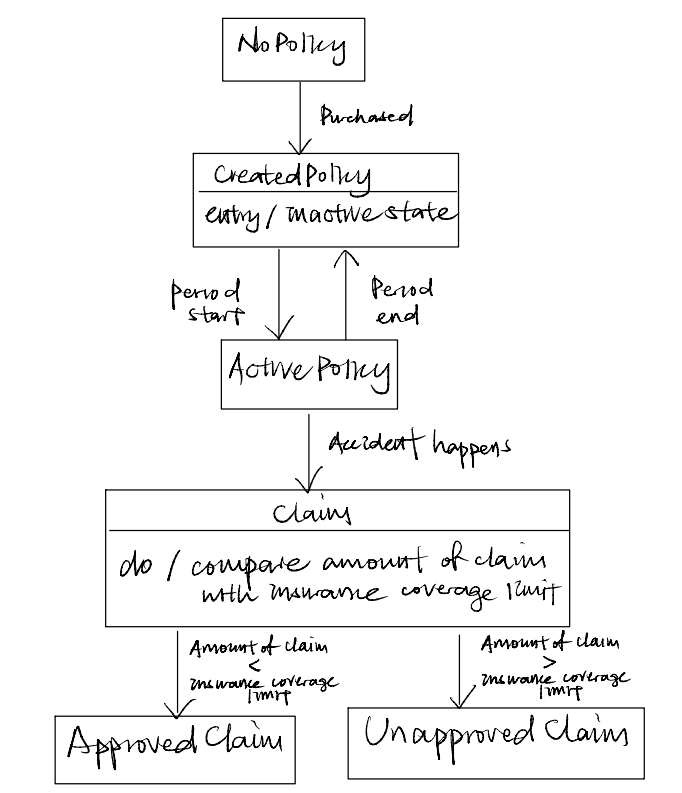 No Policy
Purchased
Created Policy
entry / inactive state
period
start
Period
end
Active Policy
Accident happens
Claim
do / compare amount of claim
with insurance coverage limit
Amount of claim
<
insurance coverage
limit
Amount of claim
>
insurance coverage
limit
Approved Claim
Unapproved Claim